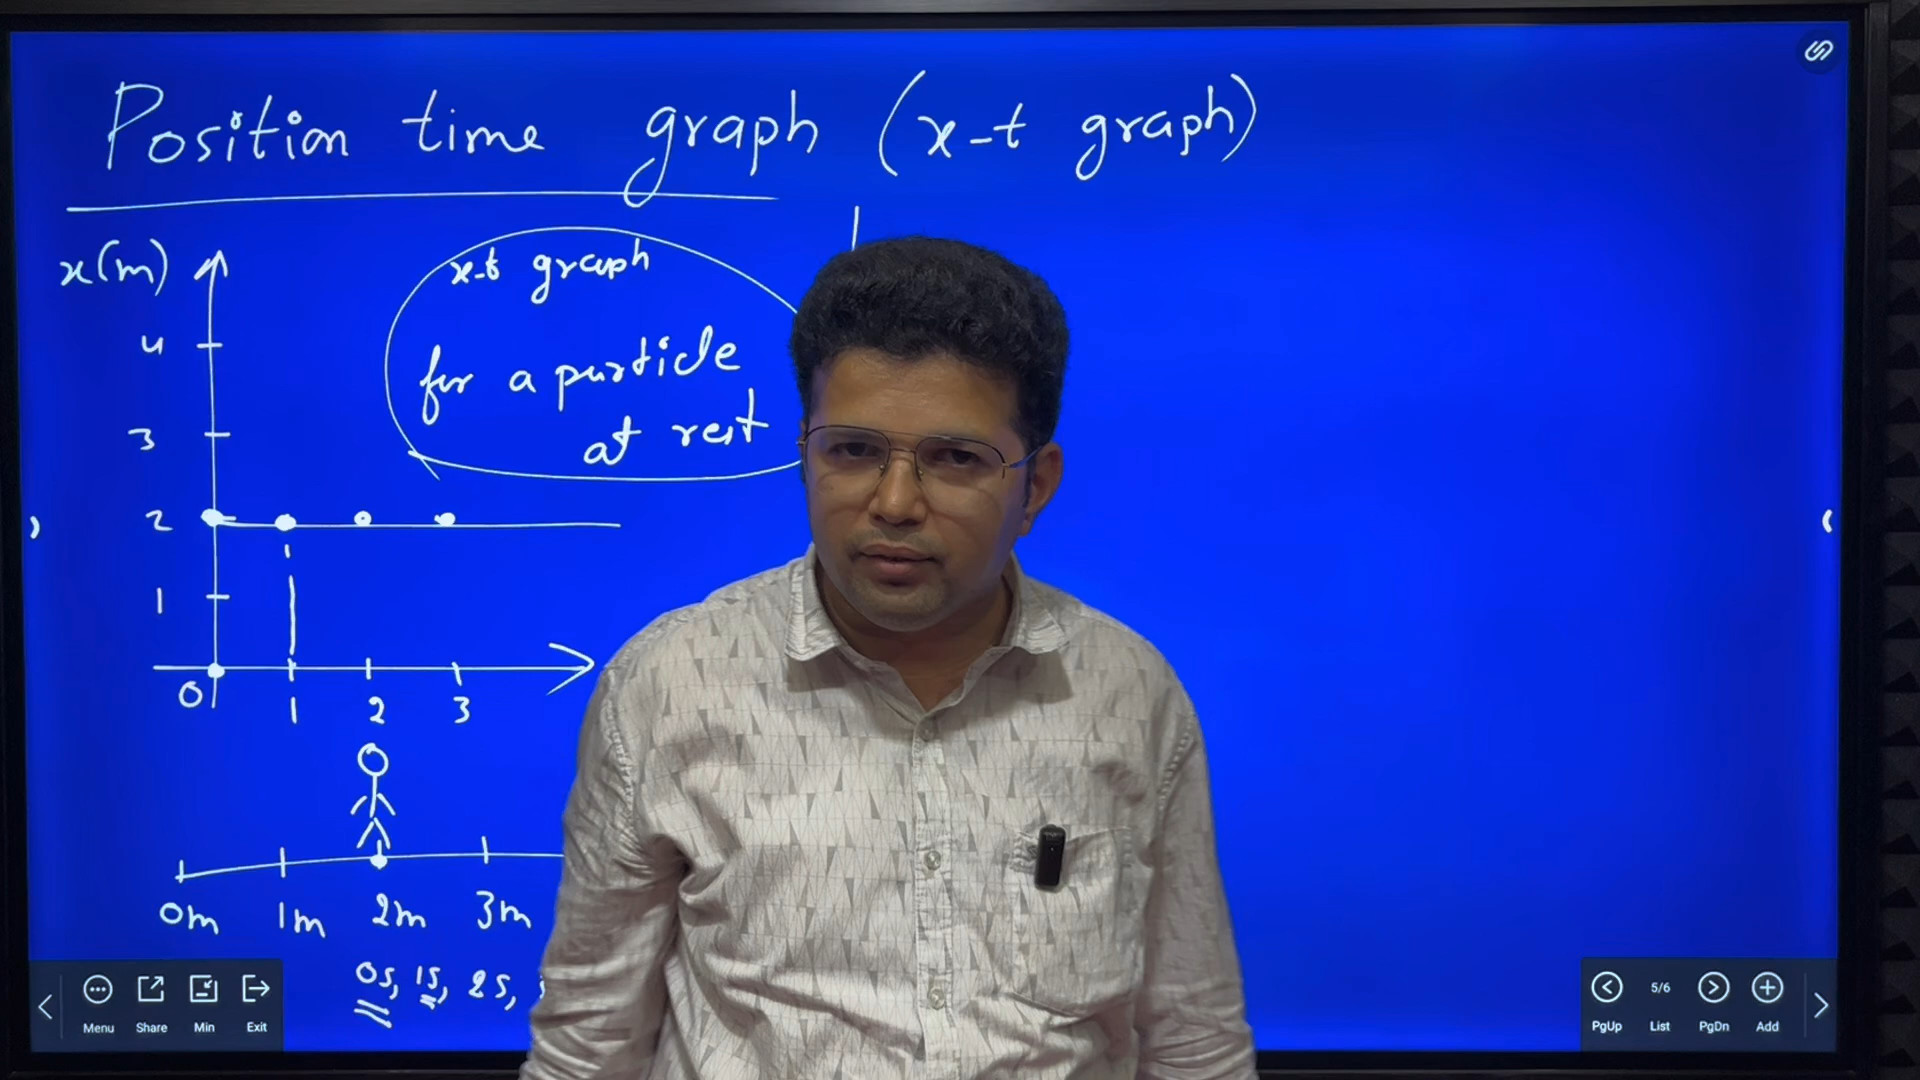 Position time graph (x-t graph)
x(m)
x-t graph
for a particle
at rest
4
3
2
1
0
1 2 3
0m 1m 2m 3m
0s, 1s, 2s,
Menu Share Min Exit
5/6
PgUp List PgDn Add